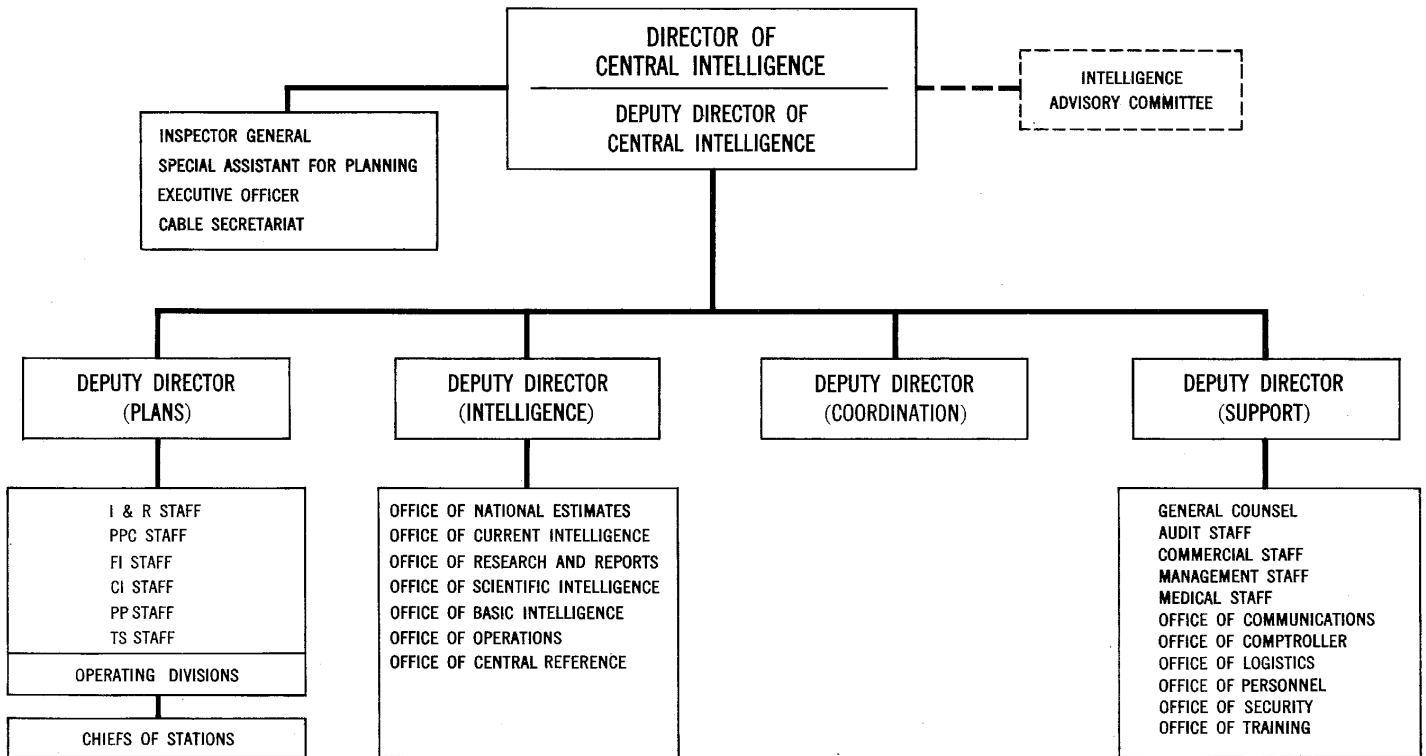 DIRECTOR OF
CENTRAL INTELLIGENCE
DEPUTY DIRECTOR OF
CENTRAL INTELLIGENCE
INTELLIGENCE
ADVISORY COMMITTEE
INSPECTOR GENERAL
SPECIAL ASSISTANT FOR PLANNING
EXECUTIVE OFFICER
CABLE SECRETARIAT
DEPUTY DIRECTOR
(PLANS)
I & R STAFF
PPC STAFF
FI STAFF
CI STAFF
PP STAFF
TS STAFF
OPERATING DIVISIONS
CHIEFS OF STATIONS
DEPUTY DIRECTOR
(INTELLIGENCE)
OFFICE OF NATIONAL ESTIMATES
OFFICE OF CURRENT INTELLIGENCE
OFFICE OF RESEARCH AND REPORTS
OFFICE OF SCIENTIFIC INTELLIGENCE
OFFICE OF BASIC INTELLIGENCE
OFFICE OF OPERATIONS
OFFICE OF CENTRAL REFERENCE
DEPUTY DIRECTOR
(COORDINATION)
DEPUTY DIRECTOR
(SUPPORT)
GENERAL COUNSEL
AUDIT STAFF
COMMERCIAL STAFF
MANAGEMENT STAFF
MEDICAL STAFF
OFFICE OF COMMUNICATIONS
OFFICE OF COMPTROLLER
OFFICE OF LOGISTICS
OFFICE OF PERSONNEL
OFFICE OF SECURITY
OFFICE OF TRAINING